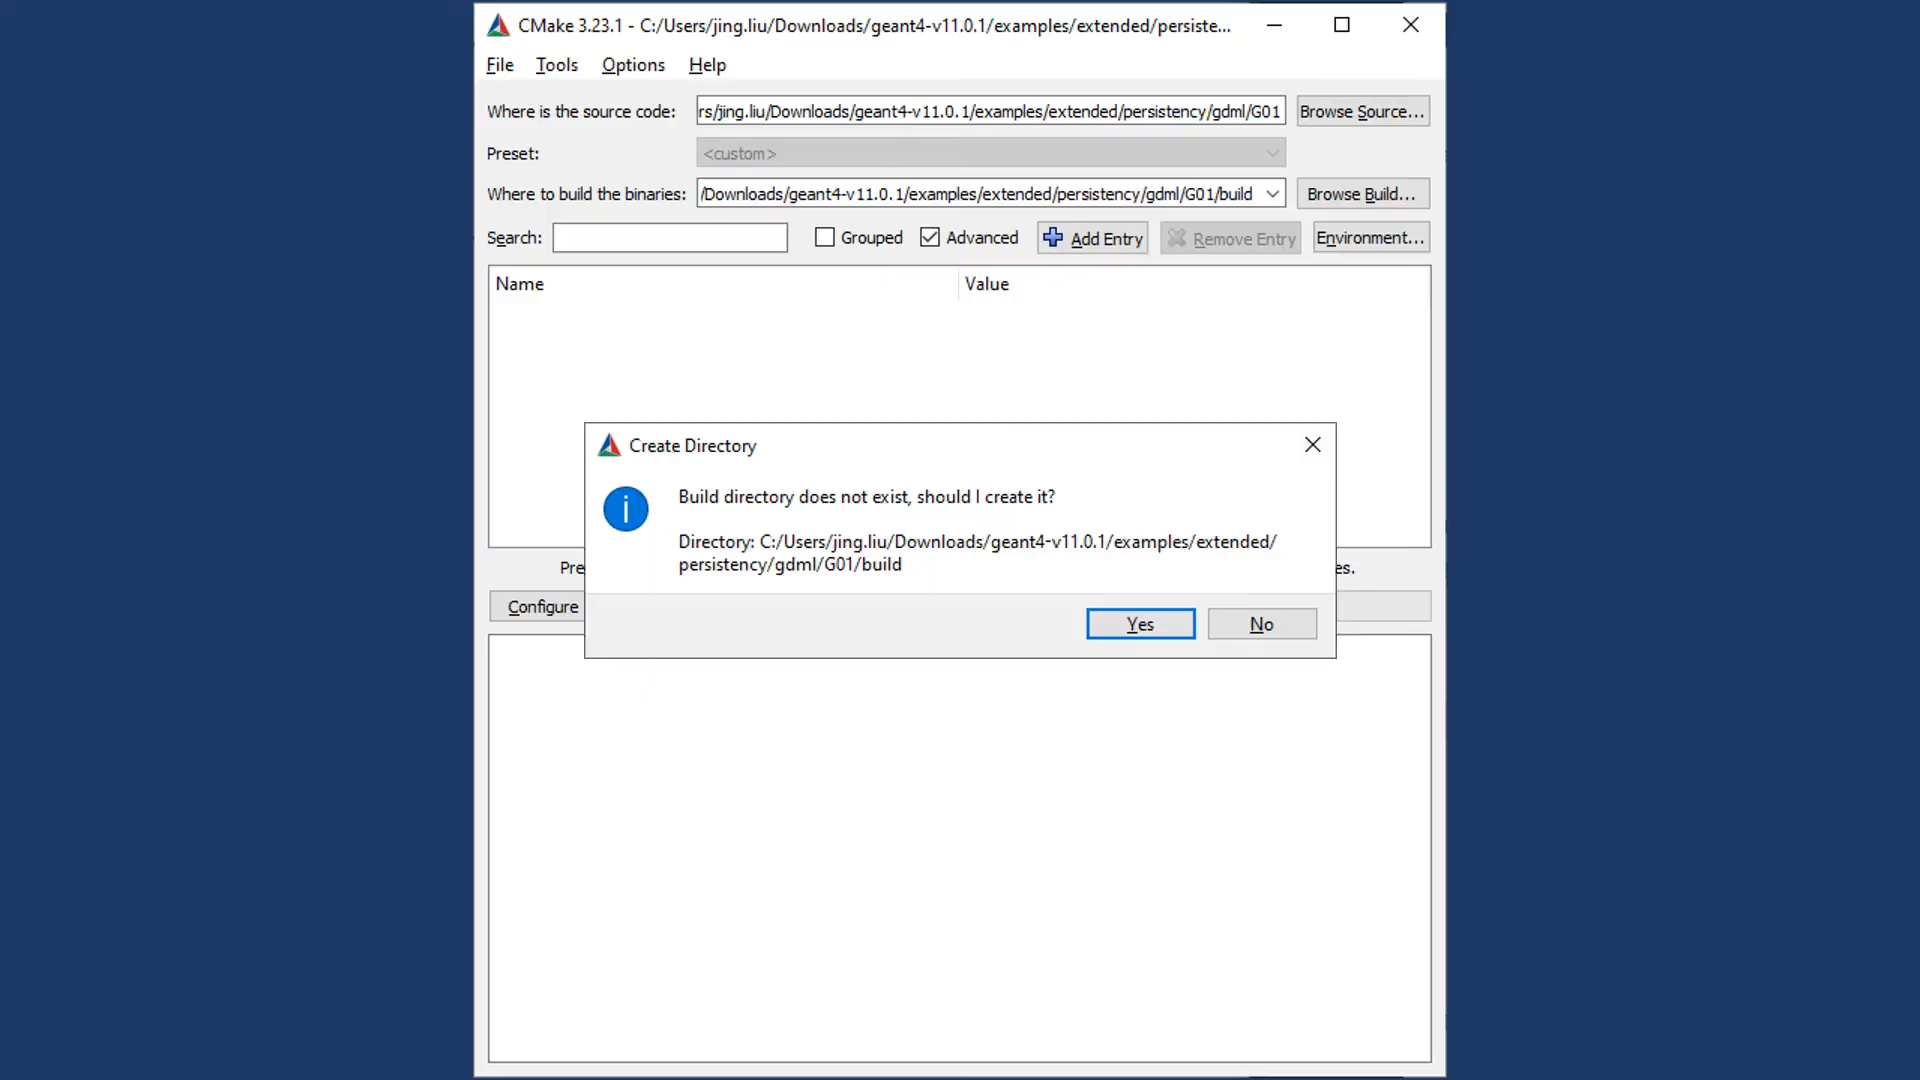 CMake 3.23.1 - C:/Users/jing.liu/Downloads/geant4-v11.0.1/examples/extended/persiste...
File Tools Options Help
Where is the source code: rs/jing.liu/Downloads/geant4-v11.0.1/examples/extended/persistency/gdml/G01 Browse Source...
Preset: <custom>
Where to build the binaries: /Downloads/geant4-v11.0.1/examples/extended/persistency/gdml/G01/build Browse Build...
Search: Grouped Advanced Add Entry Remove Entry Environment...
Name Value
Create Directory
Build directory does not exist, should I create it?
Directory: C:/Users/jing.liu/Downloads/geant4-v11.0.1/examples/extended/
persistency/gdml/G01/build
Pre es.
Configure
Yes No